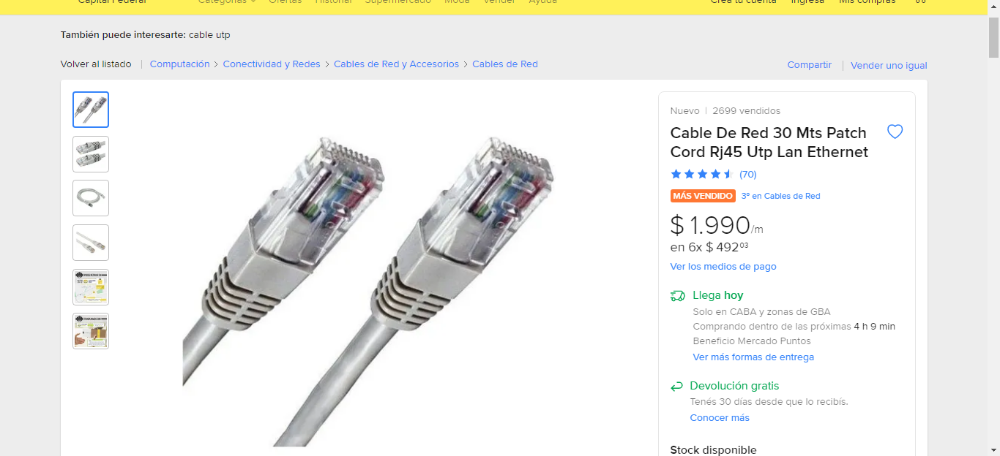 Capital Federal
Categorías Ofertas Historial Supermercado Moda Vender Ayuda
Creá tu cuenta Ingresá Mis compras
También puede interesarte: cable utp
Volver al listado | Computación > Conectividad y Redes > Cables de Red y Accesorios > Cables de Red
Compartir | Vender uno igual
Nuevo | 2699 vendidos
Cable De Red 30 Mts Patch
Cord Rj45 Utp Lan Ethernet
(70)
MÁS VENDIDO 3º en Cables de Red
$ 1.990/m
en 6x $ 492 03
Ver los medios de pago
Llega hoy
Solo en CABA y zonas de GBA
Comprando dentro de las próximas 4 h 9 min
Beneficio Mercado Puntos
Ver más formas de entrega
Devolución gratis
Tenés 30 días desde que lo recibís.
Conocer más
Stock disponible